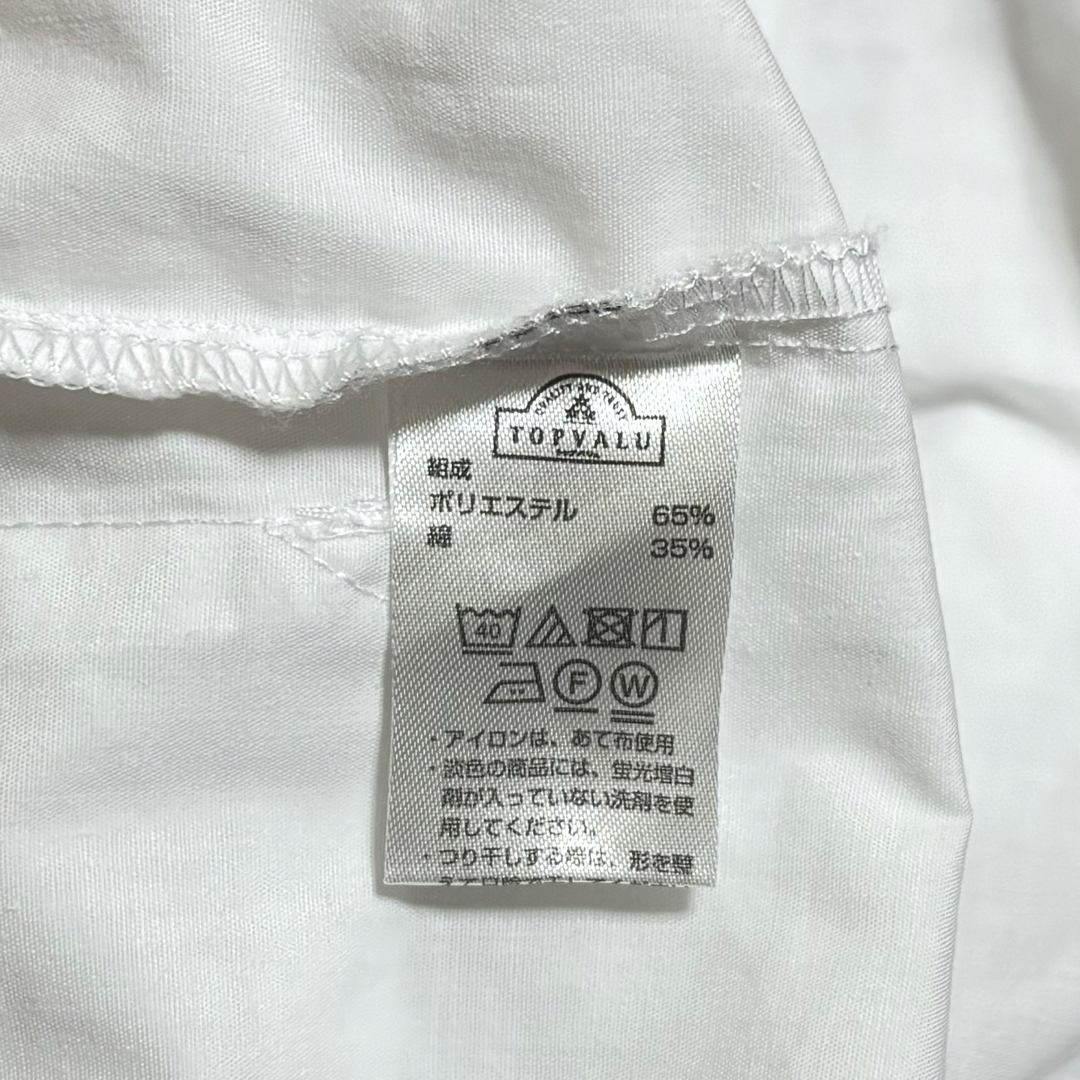 QUALITY AND TRUST
TOPVALU
組成
ポリエステル 65%
綿 35%
40
F W
・アイロンは、あて布使用
・淡色の商品には、蛍光増白
剤が入っていない洗剤を使
用してください。
・つり干しする際は、形を整